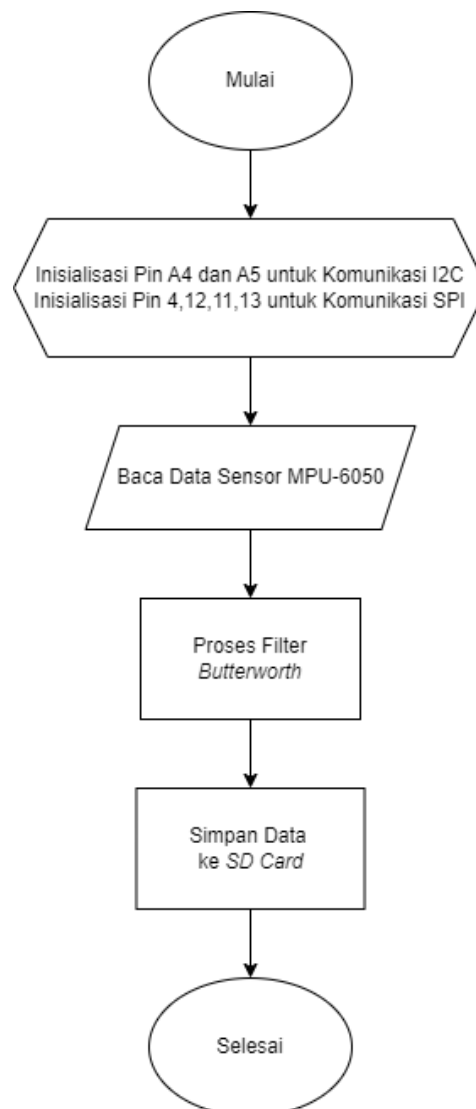 Mulai
Inisialisasi Pin A4 dan A5 untuk Komunikasi I2C
Inisialisasi Pin 4,12,11,13 untuk Komunikasi SPI
Baca Data Sensor MPU-6050
Proses Filter
Butterworth
Simpan Data
ke SD Card
Selesai